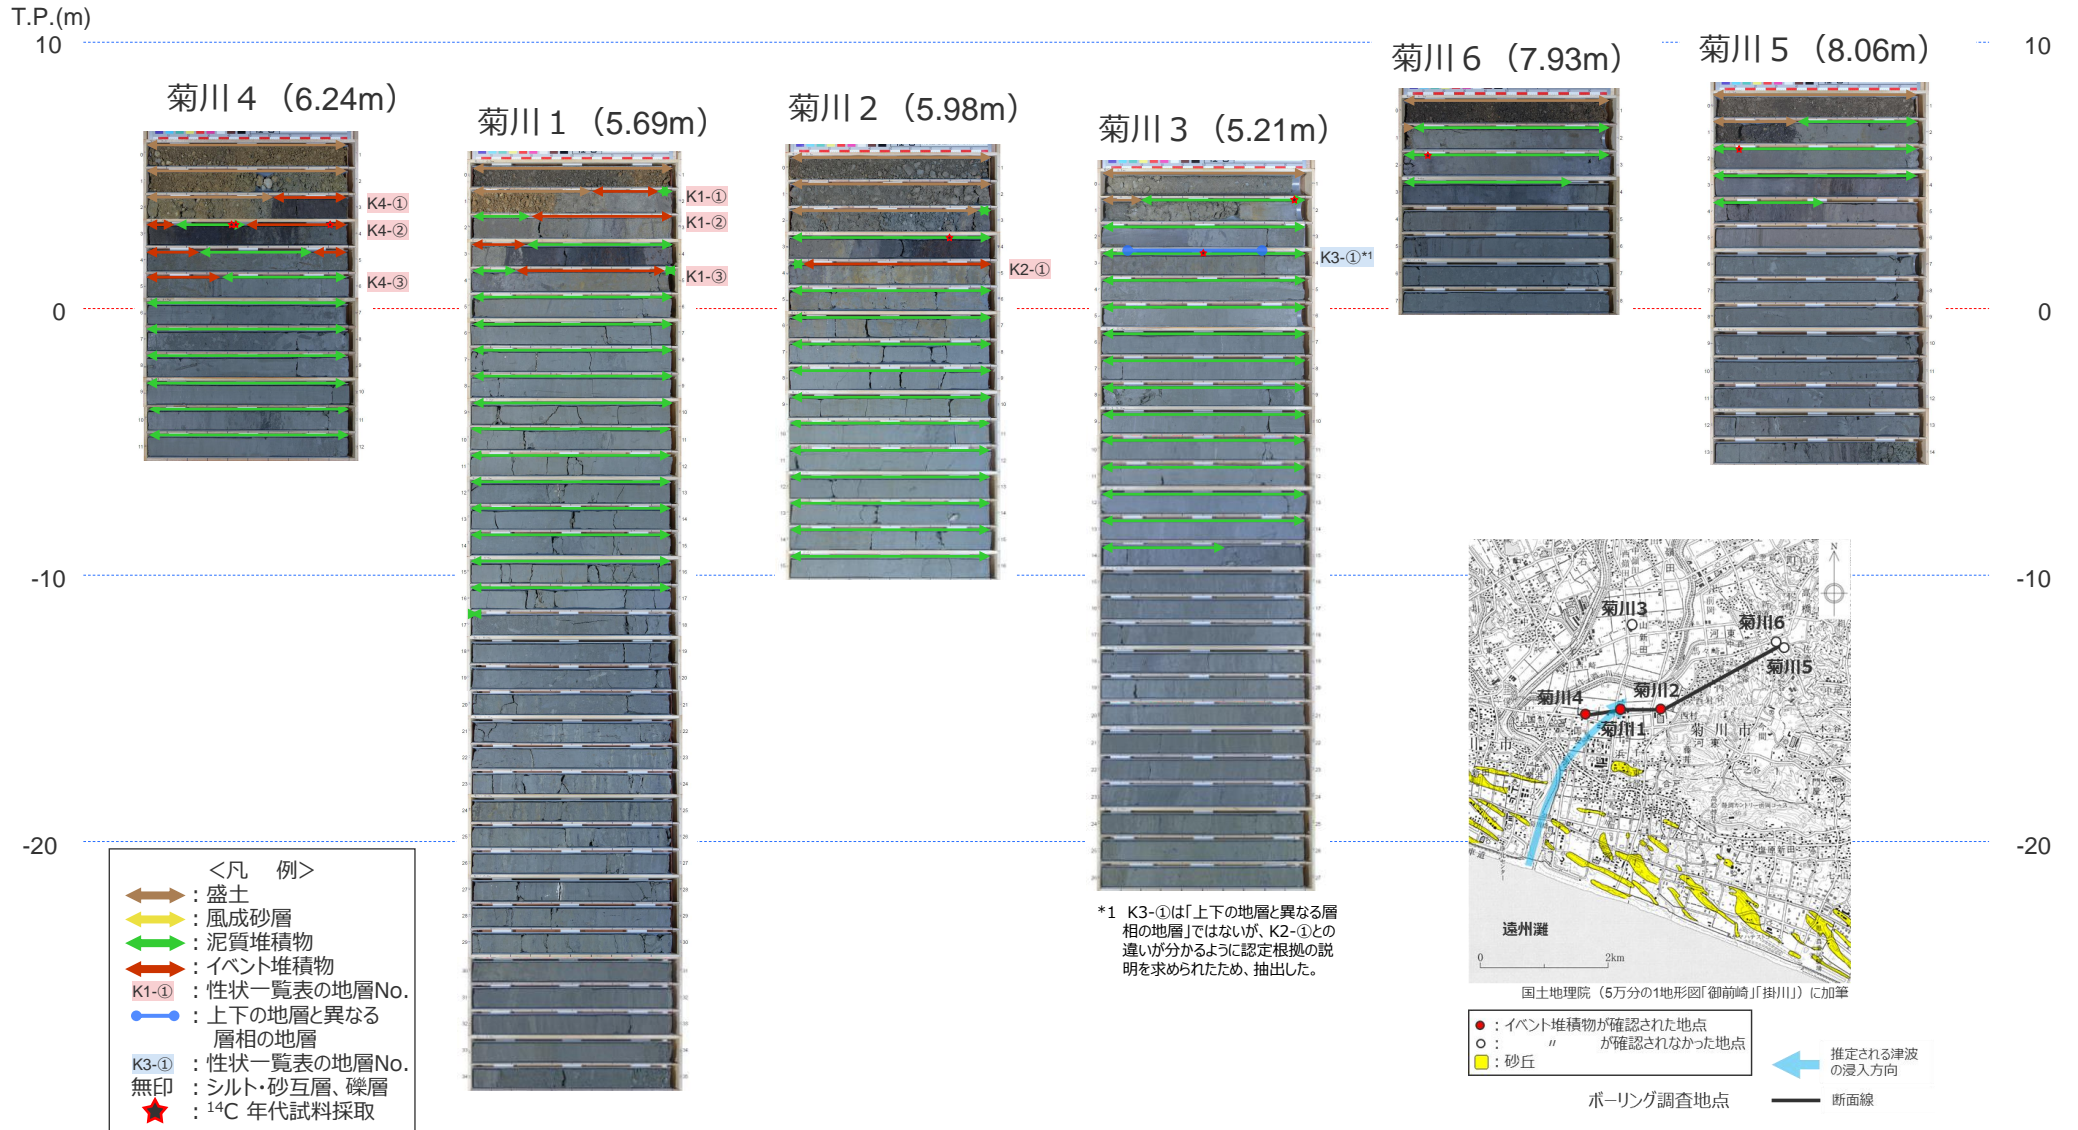 T.P.(m)
10
10
菊川４（6.24m）
菊川１（5.69m）
菊川２（5.98m）
菊川３（5.21m）
菊川６（7.93m）
菊川５（8.06m）
K4-①
K4-②
K4-③
K1-①
K1-②
K1-③
K2-①
K3-①*1
0
0
-10
-10
-20
-20
＜凡　例＞
：盛土
：風成砂層
：泥質堆積物
：イベント堆積物
K1-①：性状一覧表の地層No.
：上下の地層と異なる
層相の地層
K3-①：性状一覧表の地層No.
無印：シルト・砂互層、礫層
：14C 年代試料採取
*1 K3-①は「上下の地層と異なる層
相の地層」ではないが、K2-①との
違いが分かるように認定根拠の説
明を求められたため、抽出した。
N
菊川3
菊川6
菊川5
菊川4
菊川2
菊川1
菊川市
遠州灘
0
2km
国土地理院（5万分の1地形図「御前崎」「掛川」）に加筆
：イベント堆積物が確認された地点
：　〃　が確認されなかった地点
：砂丘
推定される津波
の浸入方向
ボーリング調査地点
断面線